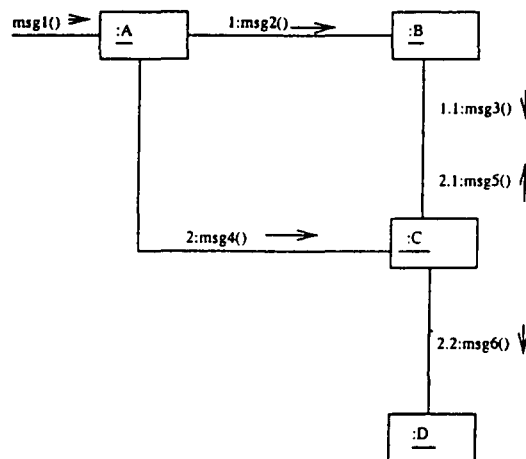 msg1()
:A
1:msg2()
:B
1.1:msg3()
2.1:msg5()
2:msg4()
:C
2.2:msg6()
:D